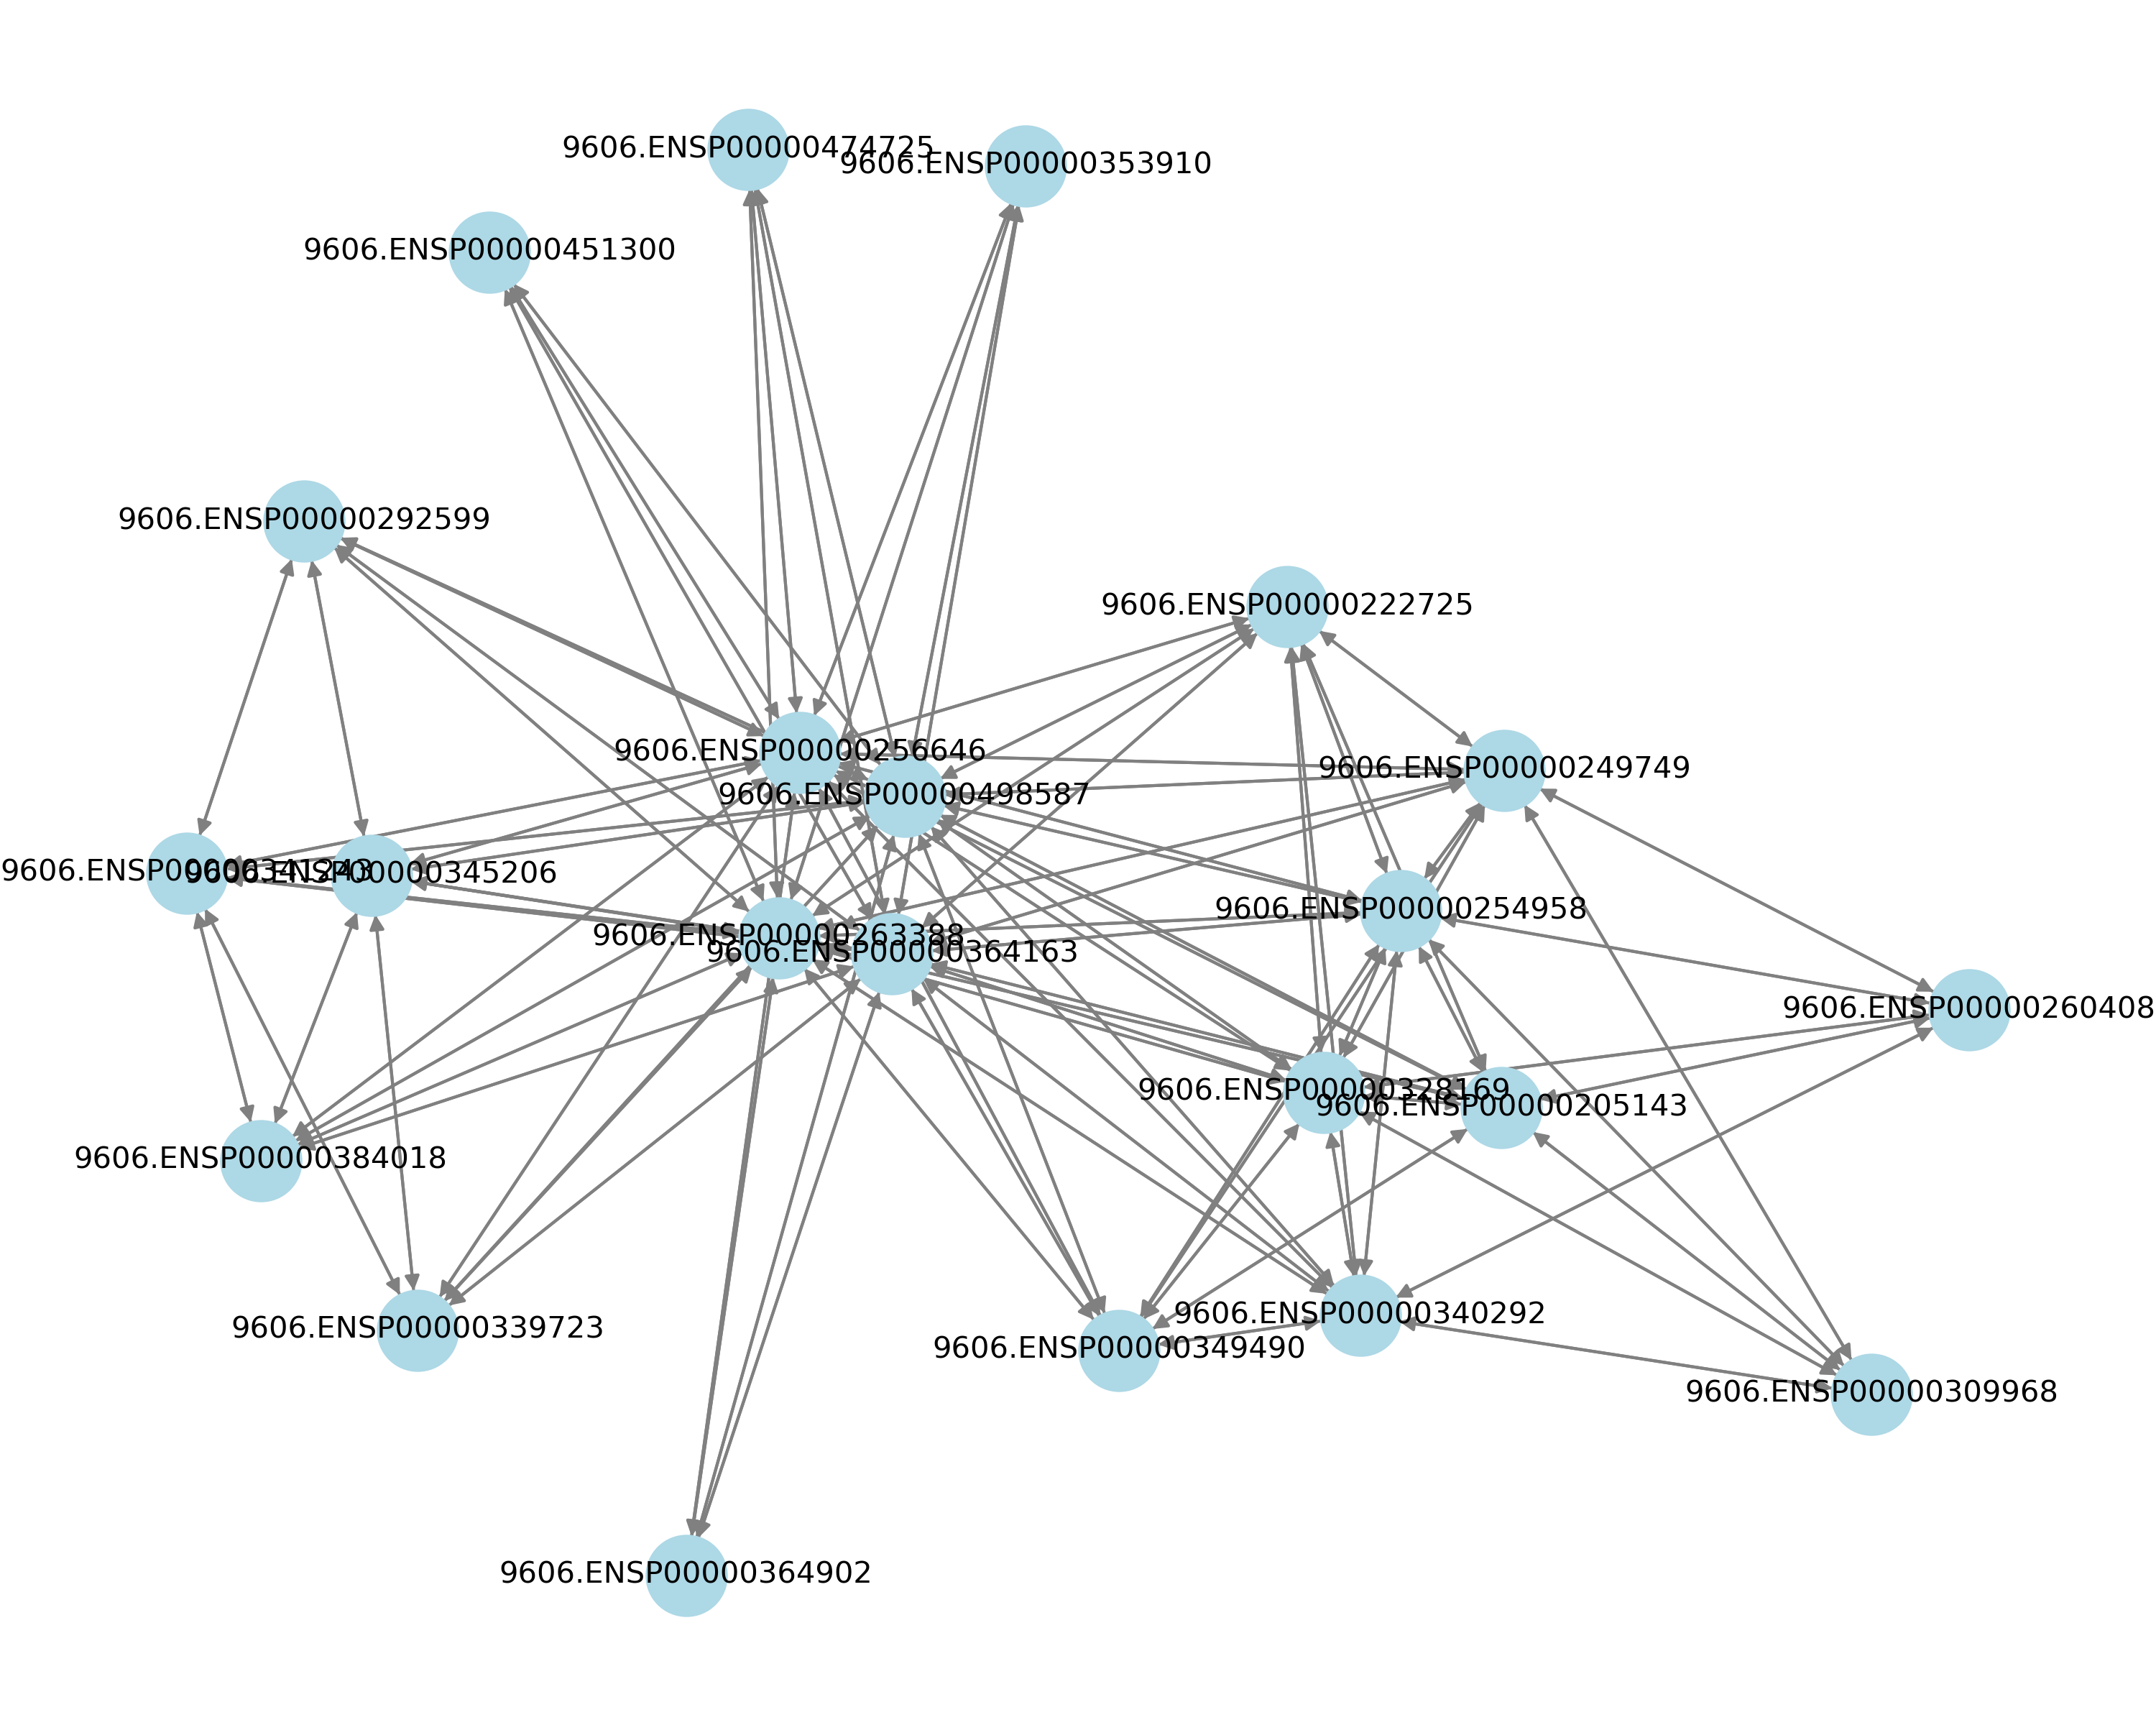 9606.ENSP00000474725
9606.ENSP00000353910
9606.ENSP00000451300
9606.ENSP00000292599
9606.ENSP00000222725
9606.ENSP00000256646
9606.ENSP00000249749
9606.ENSP00000498587
9606.ENSP00000341243
9606.ENSP00000345206
9606.ENSP00000254958
9606.ENSP00000263388
9606.ENSP00000364163
9606.ENSP00000260408
9606.ENSP00000328169
9606.ENSP00000205143
9606.ENSP00000384018
9606.ENSP00000340292
9606.ENSP00000339723
9606.ENSP00000349490
9606.ENSP00000309968
9606.ENSP00000364902